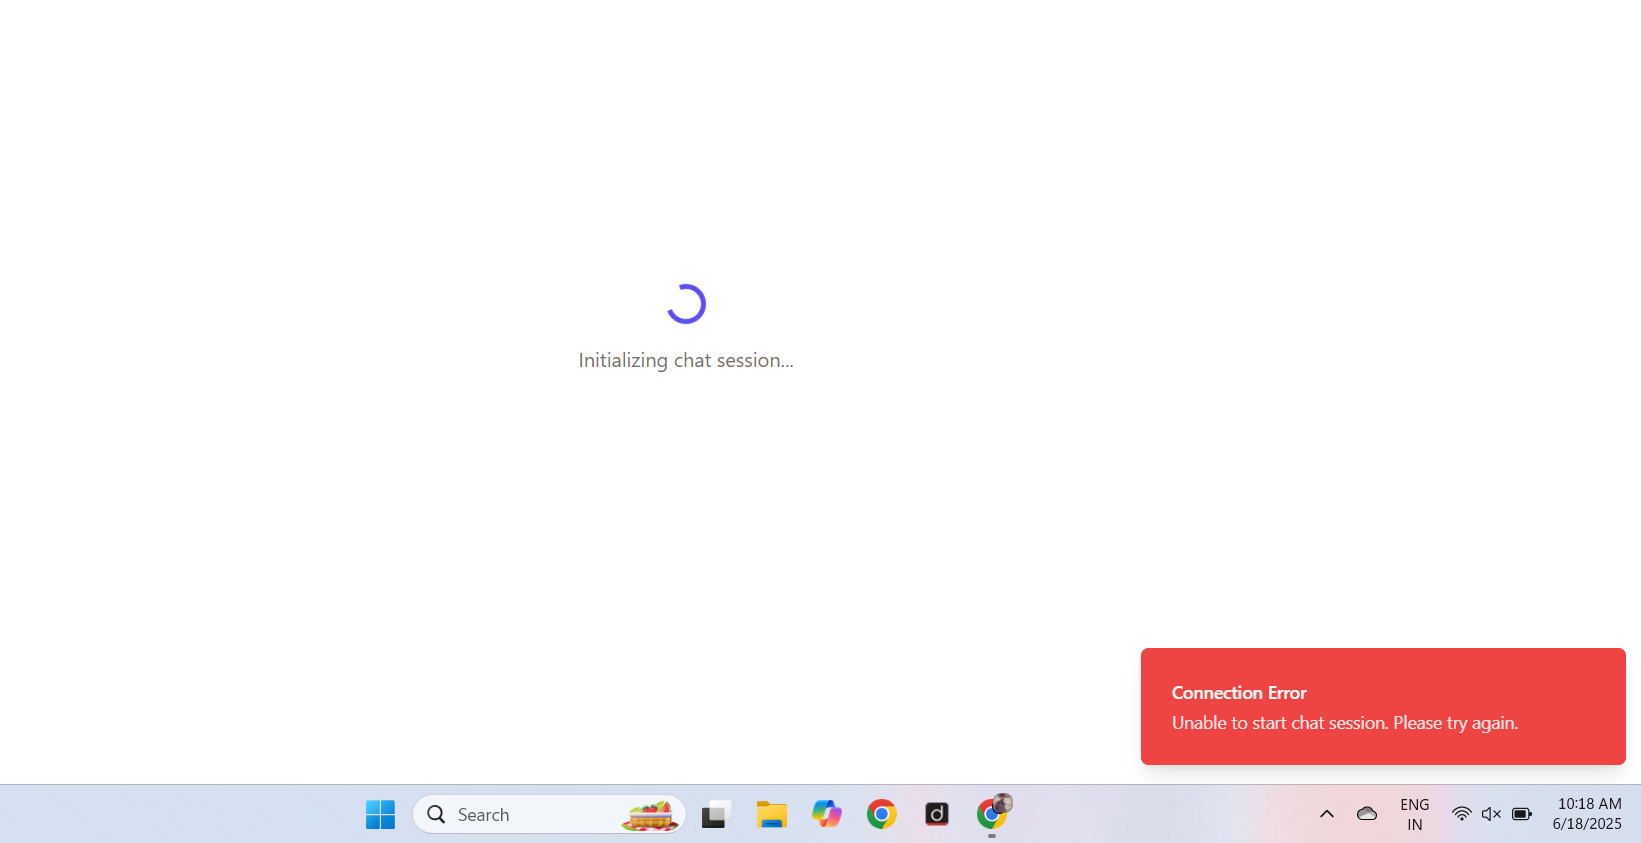 Initializing chat session...
Connection Error
Unable to start chat session. Please try again.
Search
d
ENG
IN
10:18 AM
6/18/2025